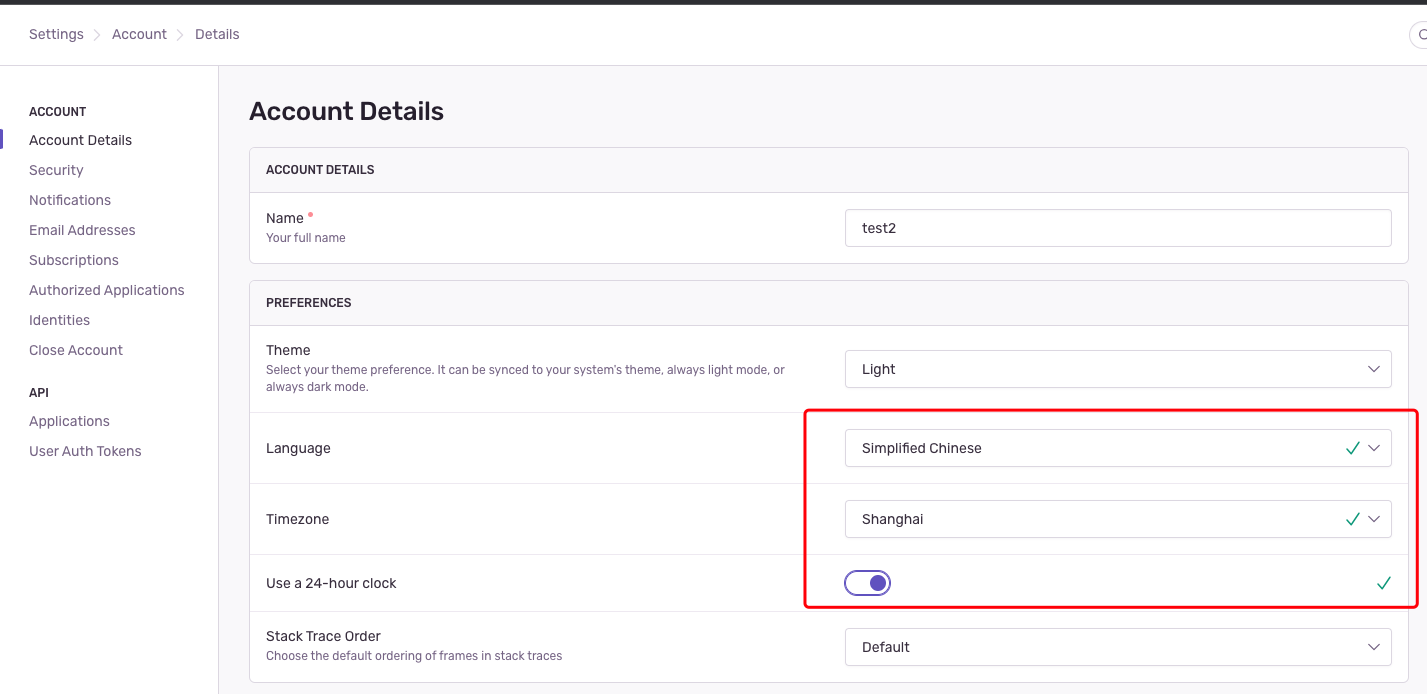 Settings
Account
Details
ACCOUNT
Account Details
Security
Notifications
Email Addresses
Subscriptions
Authorized Applications
Identities
Close Account
API
Applications
User Auth Tokens
Account Details
ACCOUNT DETAILS
Name *
Your full name
test2
PREFERENCES
Theme
Select your theme preference. It can be synced to your system's theme, always light mode, or
always dark mode.
Light
Language
Simplified Chinese
Timezone
Shanghai
Use a 24-hour clock
Stack Trace Order
Choose the default ordering of frames in stack traces
Default